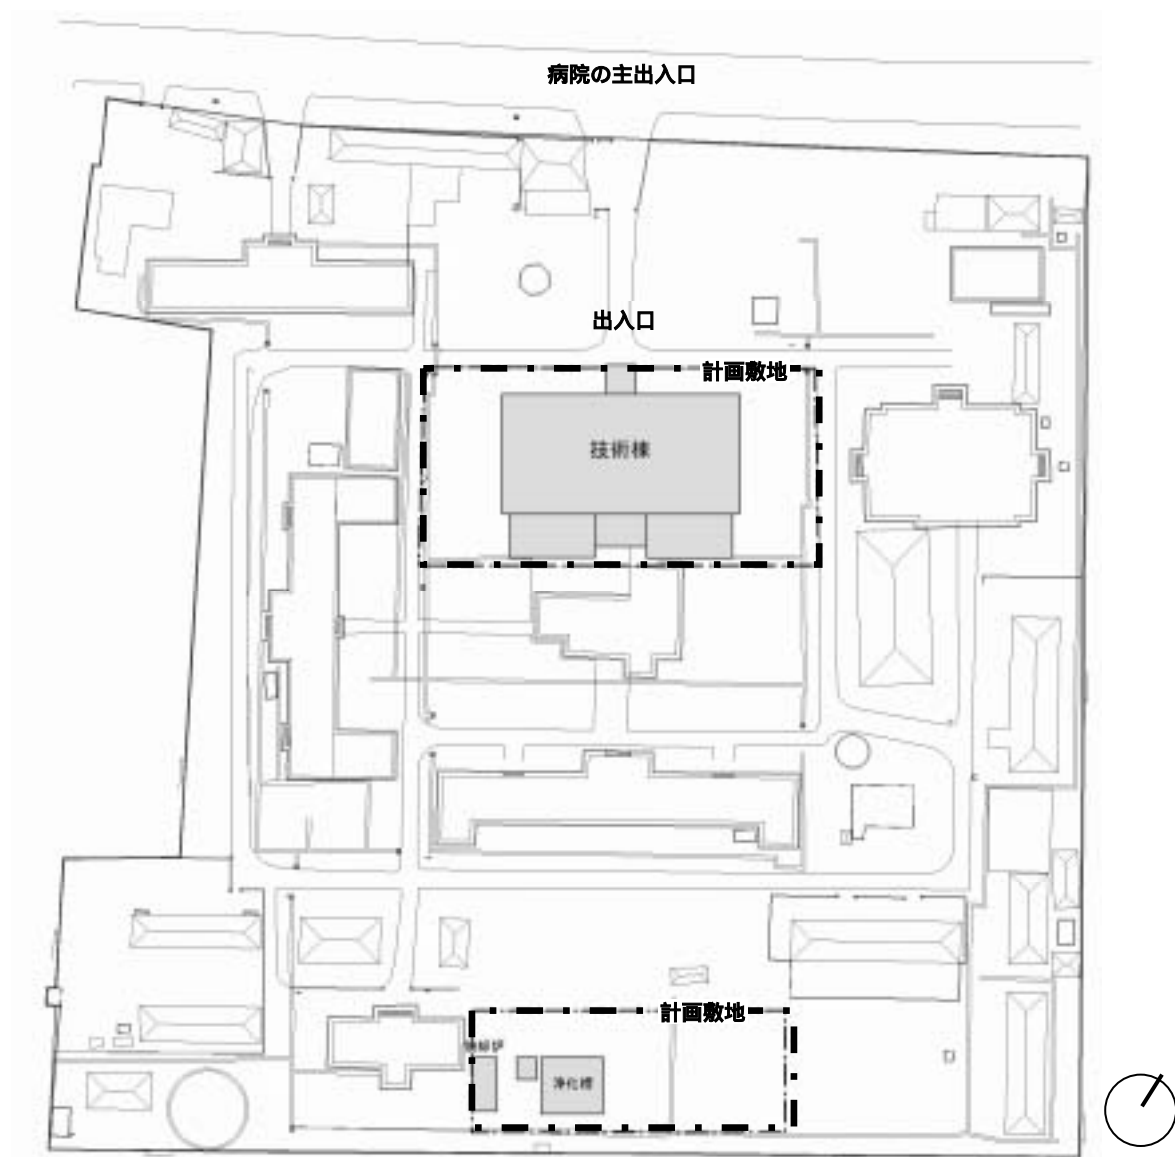 病院の主出入口
出入口
計画敷地
技術棟
計画敷地
浄化槽